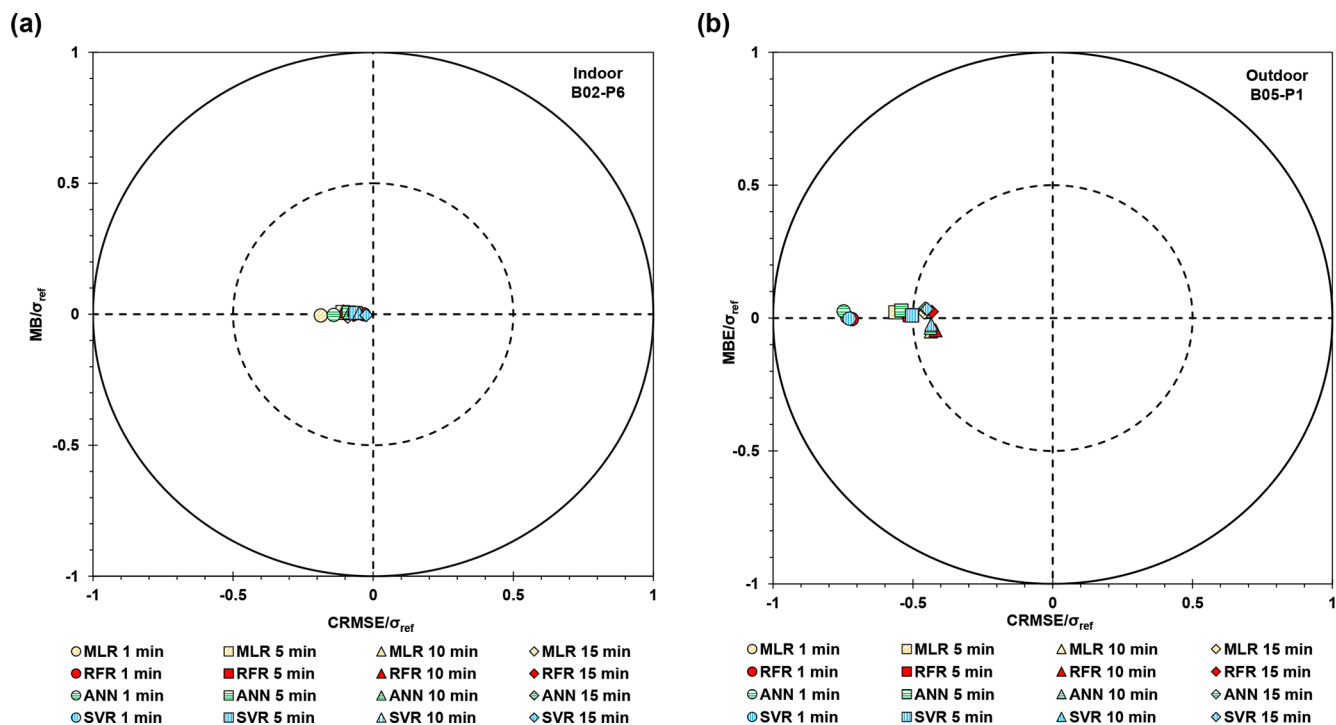 (a)
Indoor
B02-P6
1
0.5
0
-0.5
-1
MB/σref
-1 -0.5 0 0.5 1
CRMSE/σref
MLR 1 min MLR 5 min MLR 10 min MLR 15 min
RFR 1 min RFR 5 min RFR 10 min RFR 15 min
ANN 1 min ANN 5 min ANN 10 min ANN 15 min
SVR 1 min SVR 5 min SVR 10 min SVR 15 min
(b)
Outdoor
B05-P1
1
0.5
0
-0.5
-1
MBE/σref
-1 -0.5 0 0.5 1
CRMSE/σref
MLR 1 min MLR 5 min MLR 10 min MLR 15 min
RFR 1 min RFR 5 min RFR 10 min RFR 15 min
ANN 1 min ANN 5 min ANN 10 min ANN 15 min
SVR 1 min SVR 5 min SVR 10 min SVR 15 min